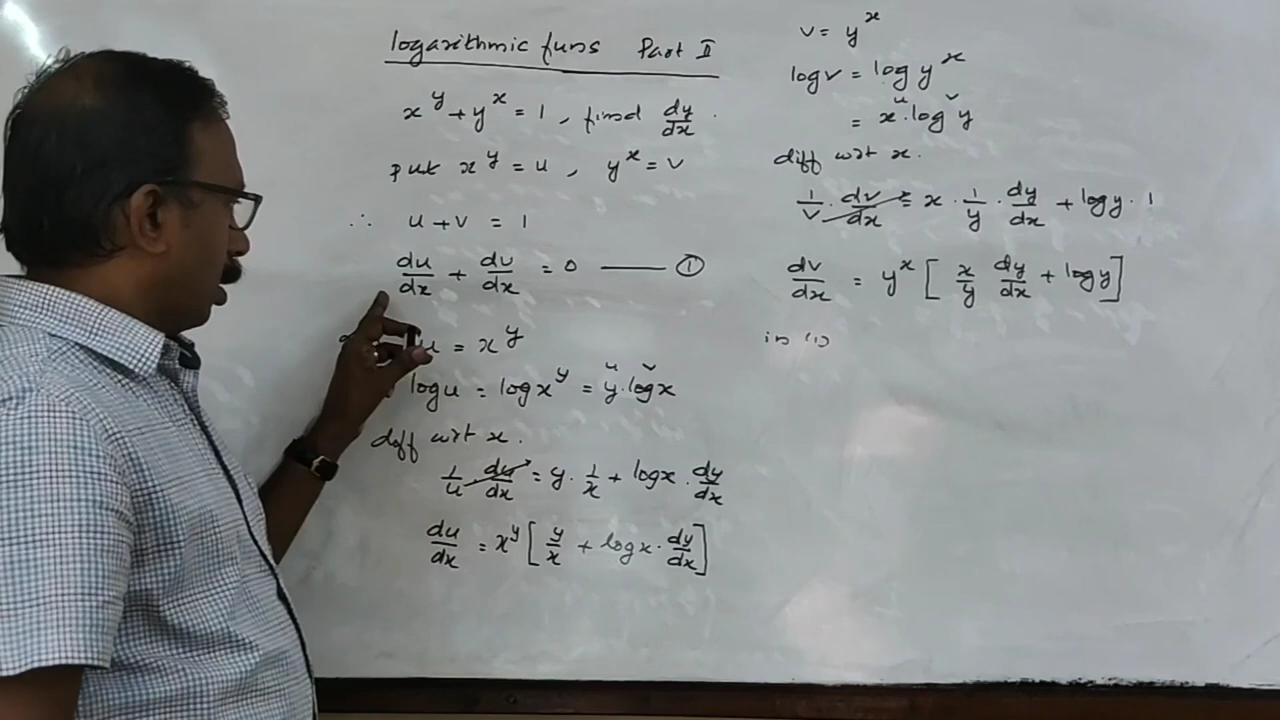 logarithmic funs Part II
x^y + y^x = 1 , find dy/dx .
put x^y = u , y^x = v
∴ u + v = 1
du/dx + dv/dx = 0 —— ①
u = x^y
log u = log x^y = y . log x
diff wrt x .
1/u . du/dx = y . 1/x + log x . dy/dx
du/dx = x^y [ y/x + log x . dy/dx ]
v = y^x
log v = log y^x
= x . log y
diff wrt x .
1/v . dv/dx = x . 1/y . dy/dx + log y . 1
dv/dx = y^x [ x/y dy/dx + log y ]
in (1)